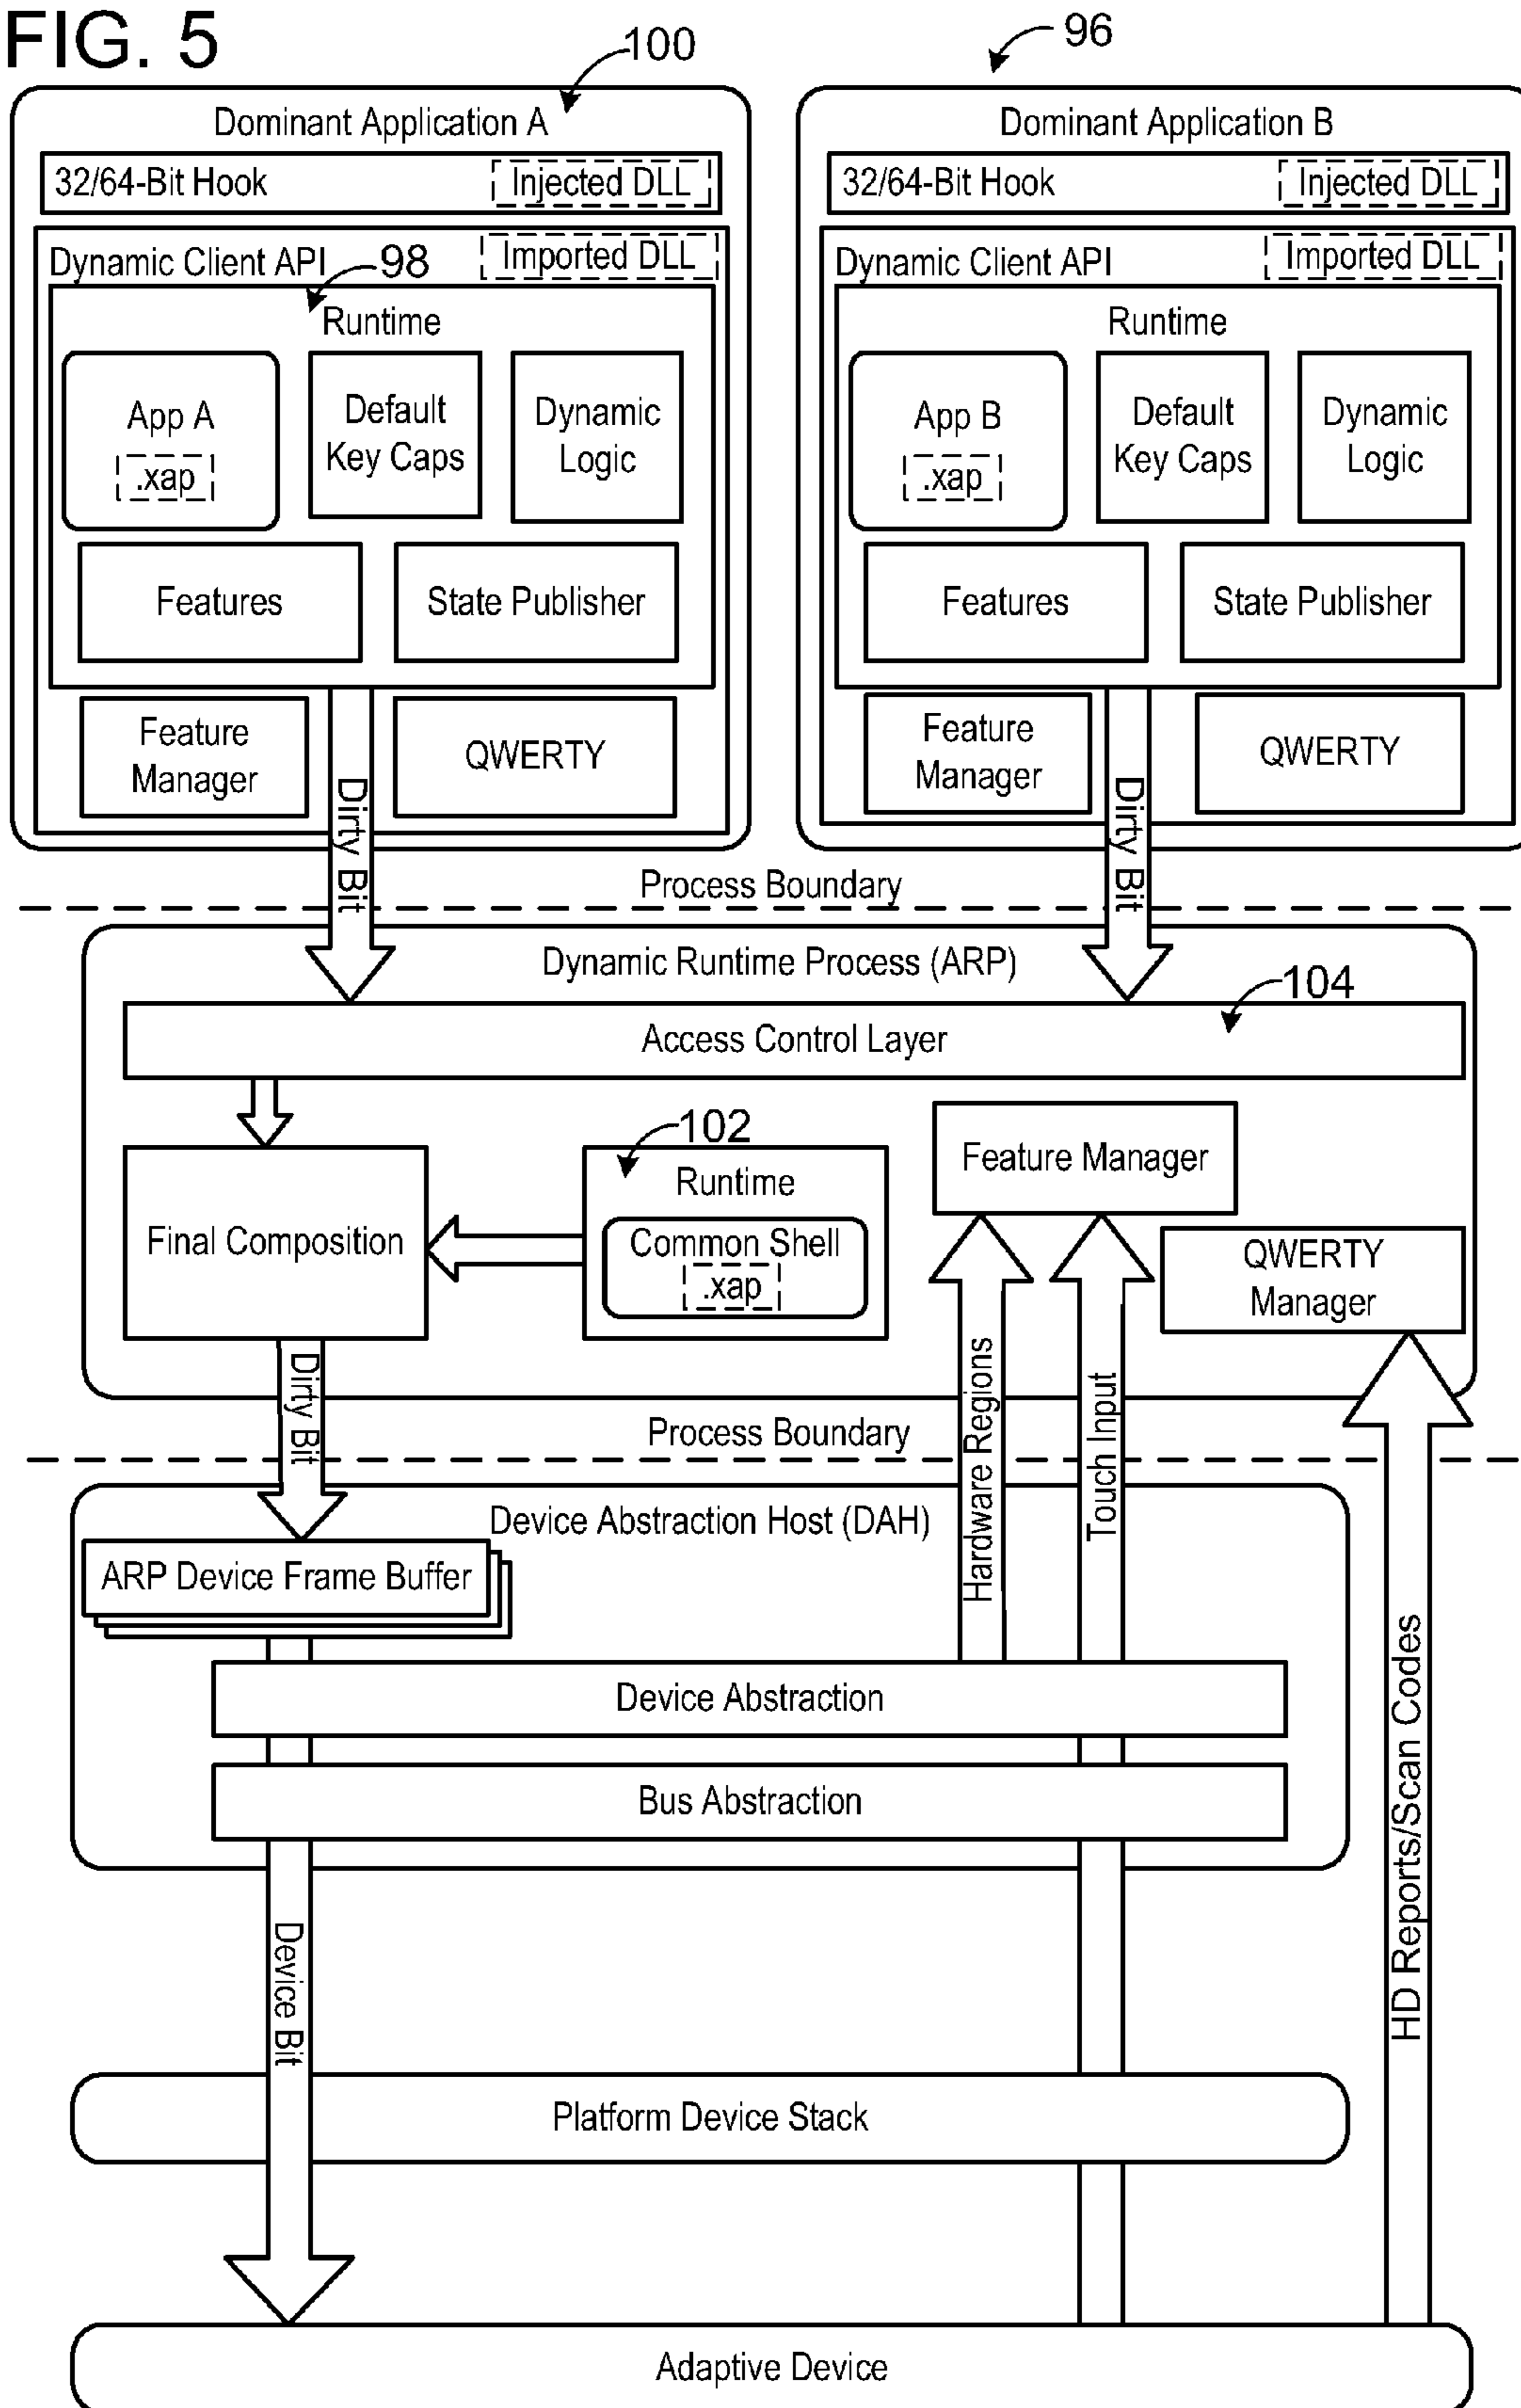 FIG. 5
100
96
Dominant Application A
Dominant Application B
32/64-Bit Hook
Injected DLL
32/64-Bit Hook
Injected DLL
Dynamic Client API
98
Imported DLL
Dynamic Client API
Imported DLL
Runtime
Runtime
App A
.xap
Default
Key Caps
Dynamic
Logic
App B
.xap
Default
Key Caps
Dynamic
Logic
Features
State Publisher
Features
State Publisher
Feature
Manager
QWERTY
Feature
Manager
QWERTY
Dirty Bit
Dirty Bit
Process Boundary
Dynamic Runtime Process (ARP)
104
Access Control Layer
102
Final Composition
Runtime
Common Shell
.xap
Feature Manager
QWERTY
Manager
Dirty Bit
Hardware Regions
Touch Input
HD Reports/Scan Codes
Process Boundary
Device Abstraction Host (DAH)
ARP Device Frame Buffer
Device Abstraction
Bus Abstraction
Device Bit
Platform Device Stack
Adaptive Device